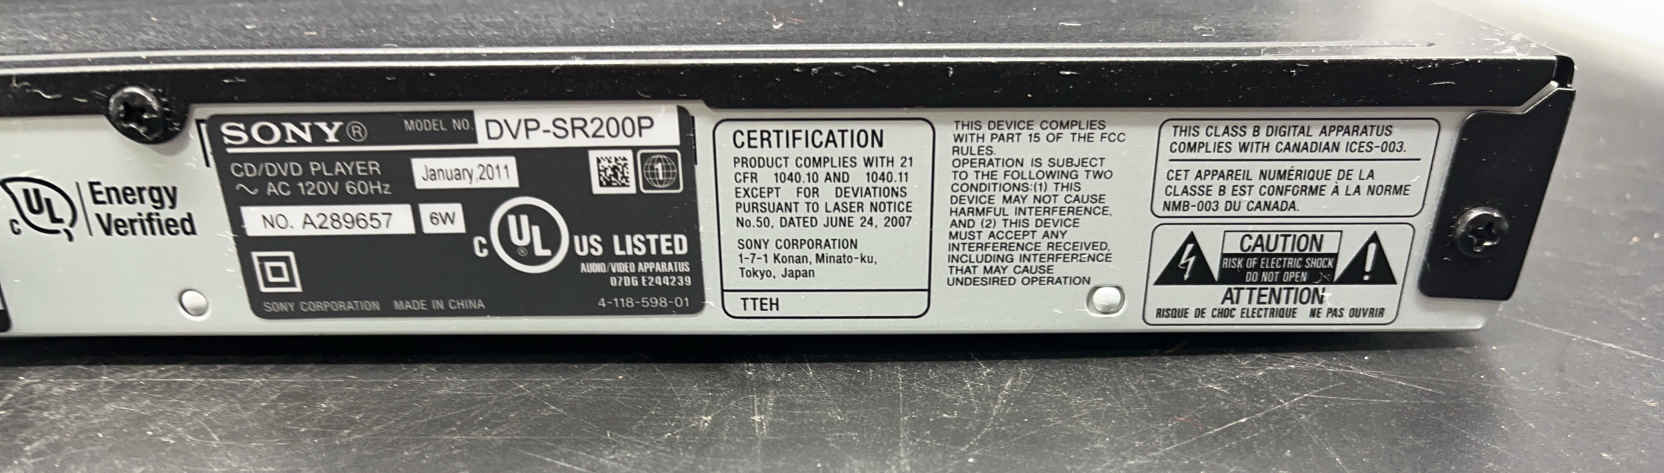 C UL
Energy
Verified
SONY®
MODEL NO.
DVP-SR200P
CD/DVD PLAYER
January,2011
~ AC 120V 60Hz
NO. A289657
6W
C UL ® US LISTED
AUDIO/VIDEO APPARATUS
07D6 E244239
SONY CORPORATION MADE IN CHINA
4-118-598-01
CERTIFICATION
PRODUCT COMPLIES WITH 21
CFR 1040.10 AND 1040.11
EXCEPT FOR DEVIATIONS
PURSUANT TO LASER NOTICE
No.50, DATED JUNE 24, 2007
SONY CORPORATION
1-7-1 Konan, Minato-ku,
Tokyo, Japan
TTEH
THIS DEVICE COMPLIES
WITH PART 15 OF THE FCC
RULES.
OPERATION IS SUBJECT
TO THE FOLLOWING TWO
CONDITIONS:(1) THIS
DEVICE MAY NOT CAUSE
HARMFUL INTERFERENCE,
AND (2) THIS DEVICE
MUST ACCEPT ANY
INTERFERENCE RECEIVED,
INCLUDING INTERFERENCE
THAT MAY CAUSE
UNDESIRED OPERATION
THIS CLASS B DIGITAL APPARATUS
COMPLIES WITH CANADIAN ICES-003.
CET APPAREIL NUMÉRIQUE DE LA
CLASSE B EST CONFORME À LA NORME
NMB-003 DU CANADA.
CAUTION
RISK OF ELECTRIC SHOCK
DO NOT OPEN
ATTENTION
RISQUE DE CHOC ELECTRIQUE NE PAS OUVRIR